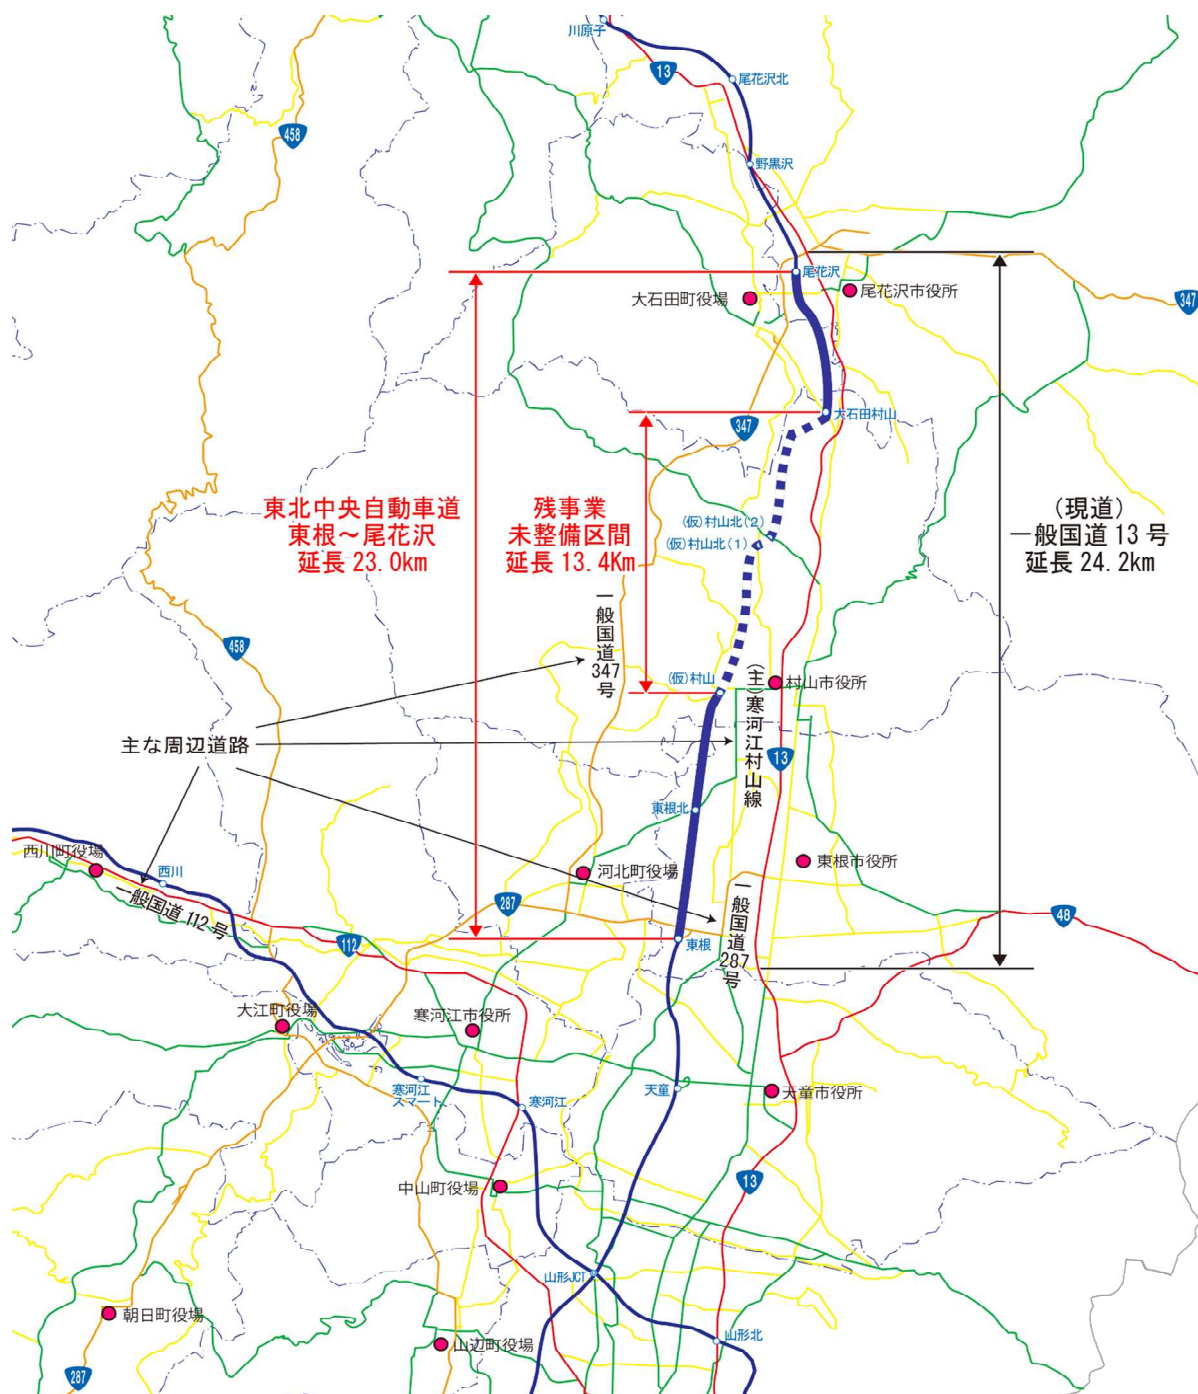 川原子
13
尾花沢北
458
野黒沢
尾花沢
大石田町役場
尾花沢市役所
347
大石田村山
347
東北中央自動車道
東根～尾花沢
延長23.0km
残事業
未整備区間
延長13.4Km
(仮)村山北(2)
(仮)村山北(1)
(現道)
一般国道13号
延長24.2km
一般国道347号
458
(仮)村山
村山市役所
(主)寒河江村山線
主な周辺道路
13
東根北
西川町役場
西川
河北町役場
東根市役所
一般国道112号
287
一般国道287号
48
112
東根
大江町役場
寒河江市役所
寒河江
スマート
寒河江
天童
天童市役所
中山町役場
13
山形JCT
朝日町役場
山辺町役場
山形北
287